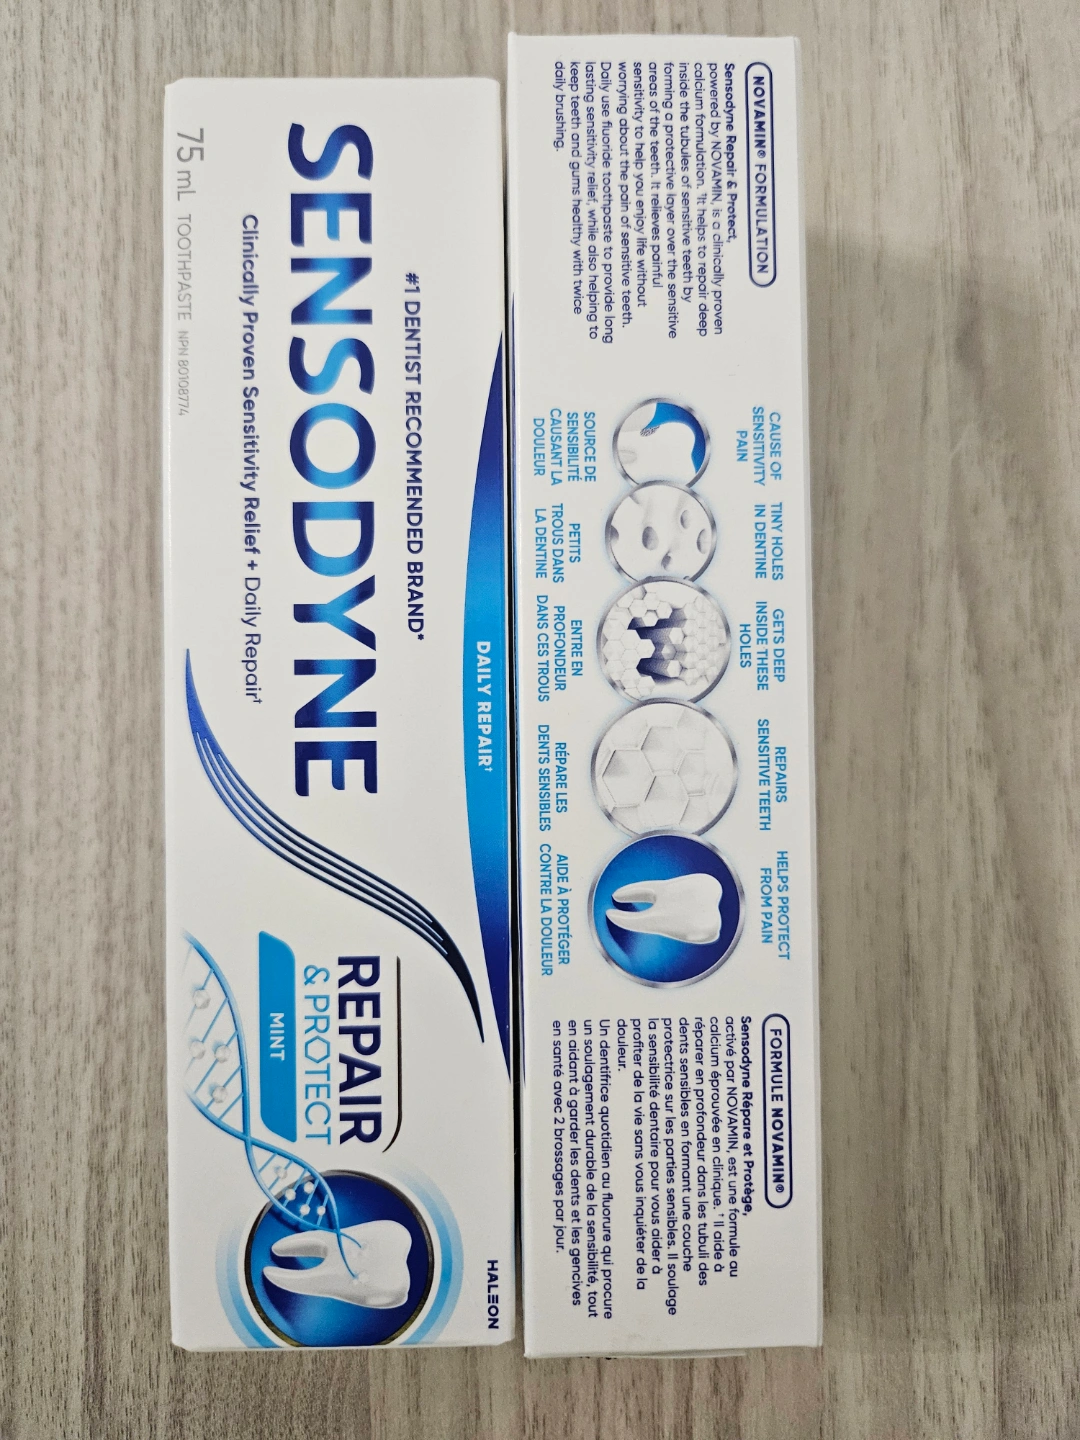 #1 DENTIST RECOMMENDED BRAND*
DAILY REPAIR†
SENSODYNE
Clinically Proven Sensitivity Relief + Daily Repair†
75 mL TOOTHPASTE NPN 80108774
REPAIR
& PROTECT
MINT
HALEON
NOVAMIN® FORMULATION
Sensodyne Repair & Protect,
powered by NOVAMIN, is a clinically proven
calcium formulation. †It helps to repair deep
inside the tubules of sensitive teeth by
forming a protective layer over the sensitive
areas of the teeth. It relieves painful
sensitivity to help you enjoy life without
worrying about the pain of sensitive teeth.
Daily use fluoride toothpaste to provide long
lasting sensitivity relief, while also helping to
keep teeth and gums healthy with twice
daily brushing.
CAUSE OF
SENSITIVITY
PAIN
TINY HOLES
IN DENTINE
GETS DEEP
INSIDE THESE
HOLES
REPAIRS
SENSITIVE TEETH
HELPS PROTECT
FROM PAIN
SOURCE DE
SENSIBILITÉ
CAUSANT LA
DOULEUR
PETITS
TROUS DANS
LA DENTINE
ENTRE EN
PROFONDEUR
DANS CES TROUS
RÉPARE LES
DENTS SENSIBLES
AIDE À PROTÉGER
CONTRE LA DOULEUR
FORMULE NOVAMIN®
Sensodyne Répare et Protège,
activé par NOVAMIN, est une formule au
calcium éprouvée en clinique. † Il aide à
réparer en profondeur dans les tubuli des
dents sensibles en formant une couche
protectrice sur les parties sensibles. Il soulage
la sensibilité dentaire pour vous aider à
profiter de la vie sans vous inquiéter de la
douleur.
Un dentifrice quotidien au fluorure qui procure
un soulagement durable de la sensibilité, tout
en aidant à garder les dents et les gencives
en santé avec 2 brossages par jour.